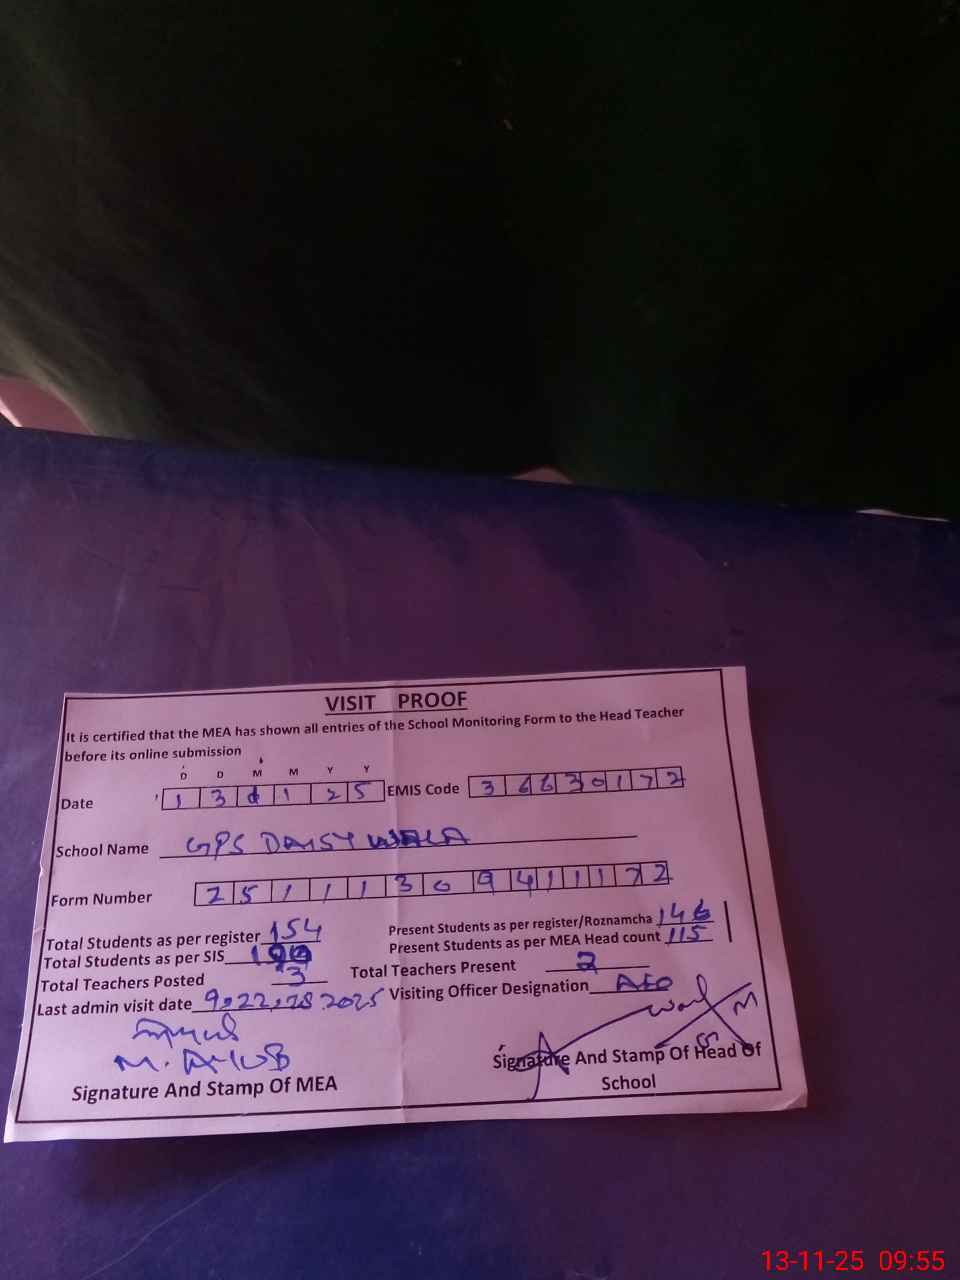 VISIT PROOF
It is certified that the MEA has shown all entries of the School Monitoring Form to the Head Teacher
before its online submission
D D M M Y Y
Date 1 3 1 1 2 5 EMIS Code 3 6 6 3 0 1 7 2
School Name GPS DAISY WALA
Form Number 2 5 1 1 1 3 0 9 4 1 1 1 7 2
Total Students as per register 154 Present Students as per register/Roznamcha 146
Total Students as per SIS Present Students as per MEA Head count 115
Total Teachers Posted 3 Total Teachers Present 2
Last admin visit date 2025 Visiting Officer Designation AEO
M.
Signature And Stamp Of MEA
Signature And Stamp Of Head Of
School
13-11-25 09:55